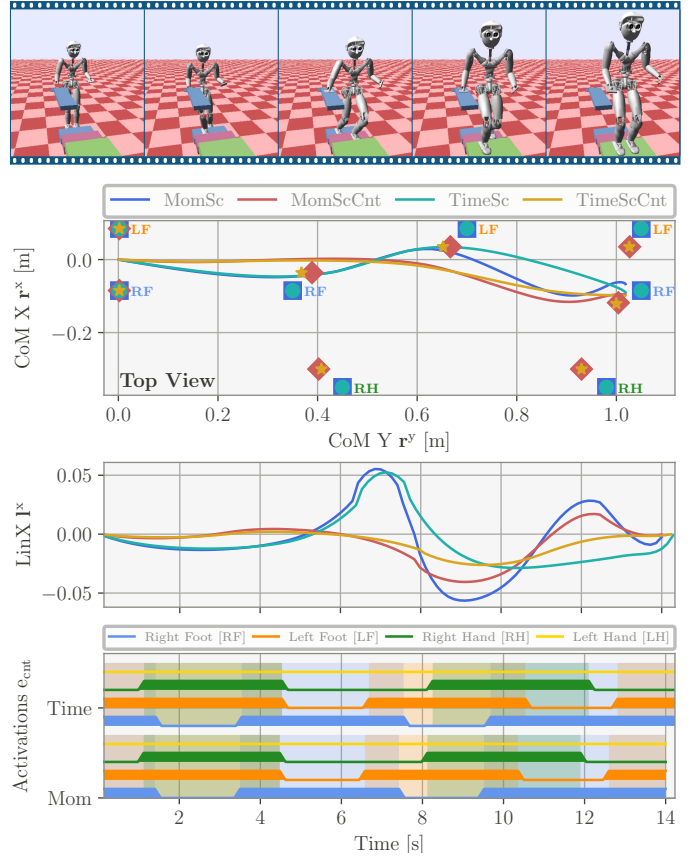 MomSc MomScCnt TimeSc TimeScCnt
CoM X r^x [m]
0.0
−0.2
LF LF LF
RF RF RF
RH RH
Top View
0.0 0.2 0.4 0.6 0.8 1.0
CoM Y r^y [m]
LinX l^x
0.05
0.00
−0.05
Right Foot [RF] Left Foot [LF] Right Hand [RH] Left Hand [LH]
Activations e_cnt
Time
Mom
2 4 6 8 10 12 14
Time [s]